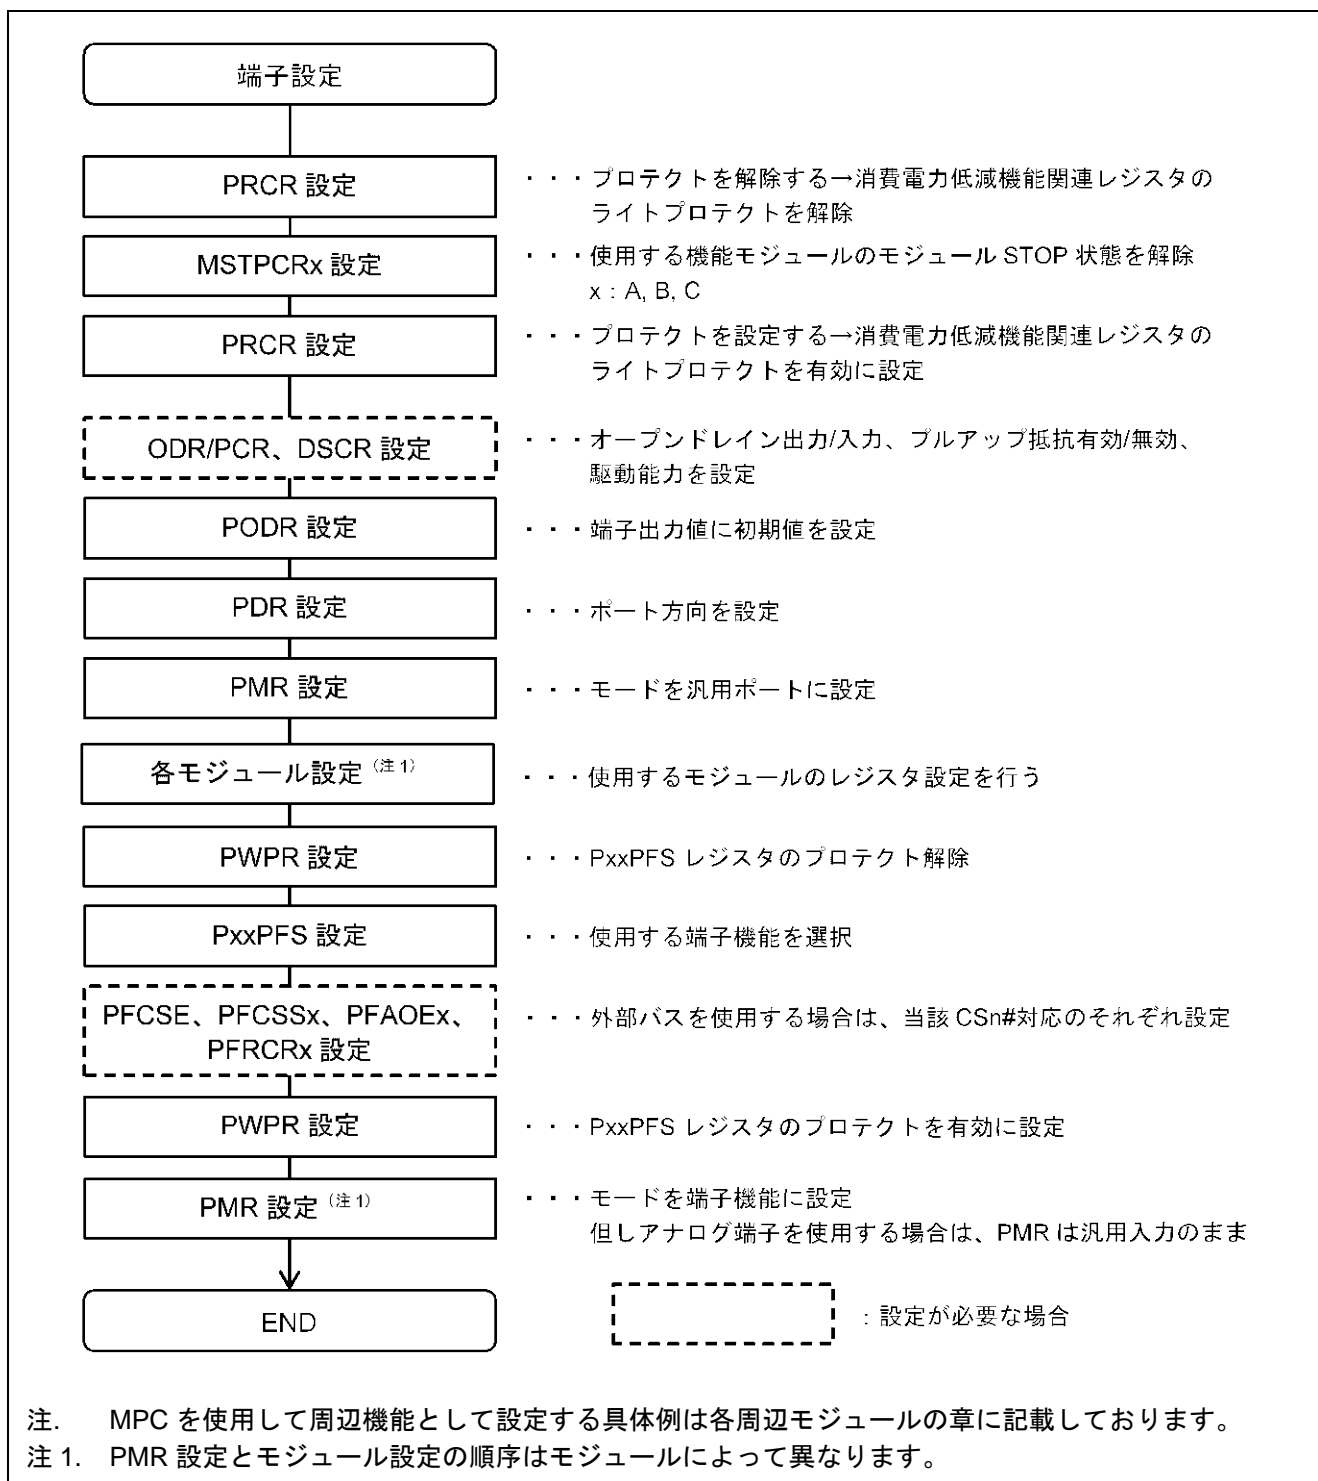 端子設定
PRCR 設定
・・・プロテクトを解除する→消費電力低減機能関連レジスタの
ライトプロテクトを解除
MSTPCRx 設定
・・・使用する機能モジュールのモジュール STOP 状態を解除
x：A, B, C
PRCR 設定
・・・プロテクトを設定する→消費電力低減機能関連レジスタの
ライトプロテクトを有効に設定
ODR/PCR、DSCR 設定
・・・オープンドレイン出力/入力、プルアップ抵抗有効/無効、
駆動能力を設定
PODR 設定
・・・端子出力値に初期値を設定
PDR 設定
・・・ポート方向を設定
PMR 設定
・・・モードを汎用ポートに設定
各モジュール設定（注1）
・・・使用するモジュールのレジスタ設定を行う
PWPR 設定
・・・PxxPFS レジスタのプロテクト解除
PxxPFS 設定
・・・使用する端子機能を選択
PFCSE、PFCSSx、PFAOEx、
PFRCRx 設定
・・・外部バスを使用する場合は、当該 CSn#対応のそれぞれ設定
PWPR 設定
・・・PxxPFS レジスタのプロテクトを有効に設定
PMR 設定（注1）
・・・モードを端子機能に設定
但しアナログ端子を使用する場合は、PMR は汎用入力のまま
END
：設定が必要な場合
注. MPC を使用して周辺機能として設定する具体例は各周辺モジュールの章に記載しております。
注 1. PMR 設定とモジュール設定の順序はモジュールによって異なります。